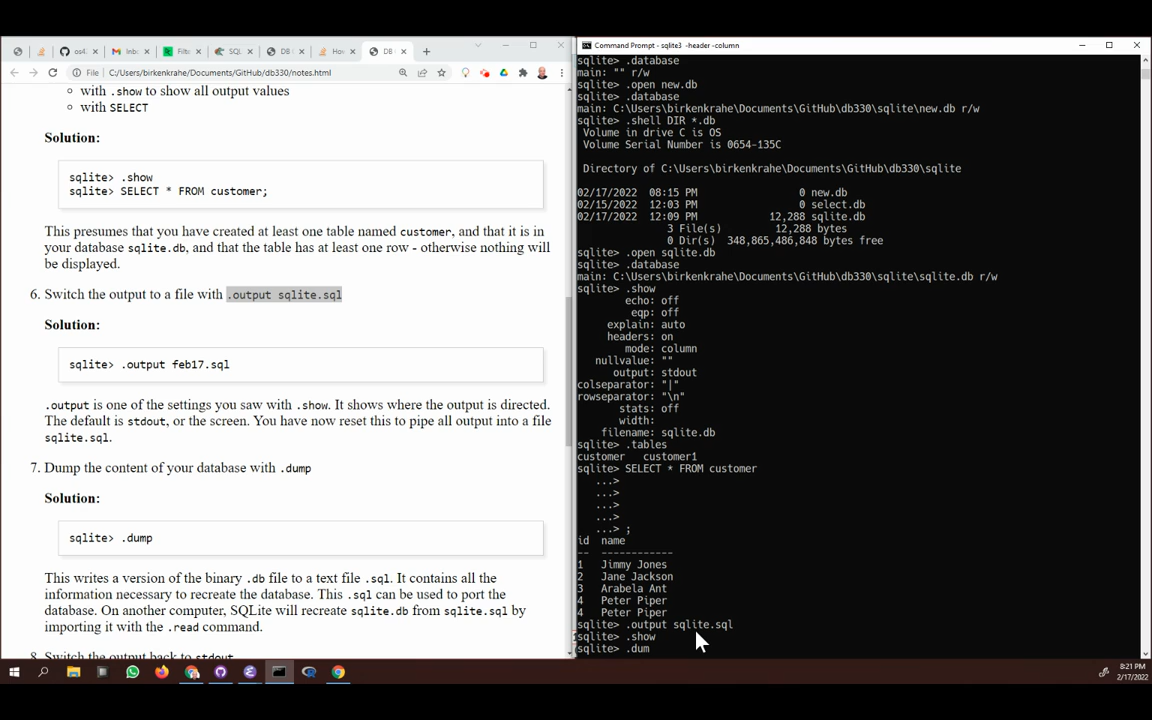 os4
Inb
Filte
SQL
DB
Hov
DB
File
C:/Users/birkenkrahe/Documents/GitHub/db330/notes.html
with .show to show all output values
with SELECT
Solution:
sqlite> .show
sqlite> SELECT * FROM customer;
This presumes that you have created at least one table named customer, and that it is in
your database sqlite.db, and that the table has at least one row - otherwise nothing will
be displayed.
6. Switch the output to a file with .output sqlite.sql
Solution:
sqlite> .output feb17.sql
.output is one of the settings you saw with .show. It shows where the output is directed.
The default is stdout, or the screen. You have now reset this to pipe all output into a file
sqlite.sql.
7. Dump the content of your database with .dump
Solution:
sqlite> .dump
This writes a version of the binary .db file to a text file .sql. It contains all the
information necessary to recreate the database. This .sql can be used to port the
database. On another computer, SQLite will recreate sqlite.db from sqlite.sql by
importing it with the .read command.
8. Switch the output back to stdout
Command Prompt - sqlite3 -header -column
sqlite> .database
main: "" r/w
sqlite> .open new.db
sqlite> .database
main: C:\Users\birkenkrahe\Documents\GitHub\db330\sqlite\new.db r/w
sqlite> .shell DIR *.db
Volume in drive C is OS
Volume Serial Number is 0654-135C
Directory of C:\Users\birkenkrahe\Documents\GitHub\db330\sqlite
02/17/2022 08:15 PM 0 new.db
02/15/2022 12:03 PM 0 select.db
02/17/2022 12:09 PM 12,288 sqlite.db
3 File(s) 12,288 bytes
0 Dir(s) 348,865,486,848 bytes free
sqlite> .open sqlite.db
sqlite> .database
main: C:\Users\birkenkrahe\Documents\GitHub\db330\sqlite\sqlite.db r/w
sqlite> .show
echo: off
eqp: off
explain: auto
headers: on
mode: column
nullvalue: ""
output: stdout
colseparator: "|"
rowseparator: "\n"
stats: off
width:
filename: sqlite.db
sqlite> .tables
customer customer1
sqlite> SELECT * FROM customer
...>
...>
...>
...>
...> ;
id name
-- ------------
1 Jimmy Jones
2 Jane Jackson
3 Arabela Ant
4 Peter Piper
4 Peter Piper
sqlite> .output sqlite.sql
sqlite> .show
sqlite> .dum
8:21 PM
2/17/2022